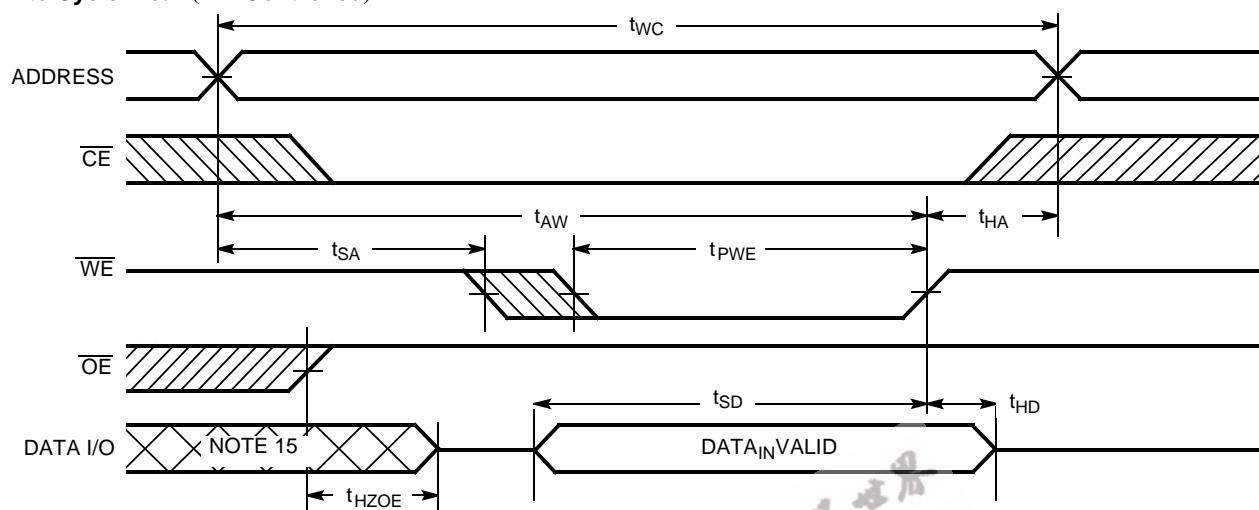 tWC
ADDRESS
CE
tAW
tHA
tSA
tPWE
WE
OE
tSD
tHD
DATA I/O
NOTE 15
DATAINVALID
tHZOE